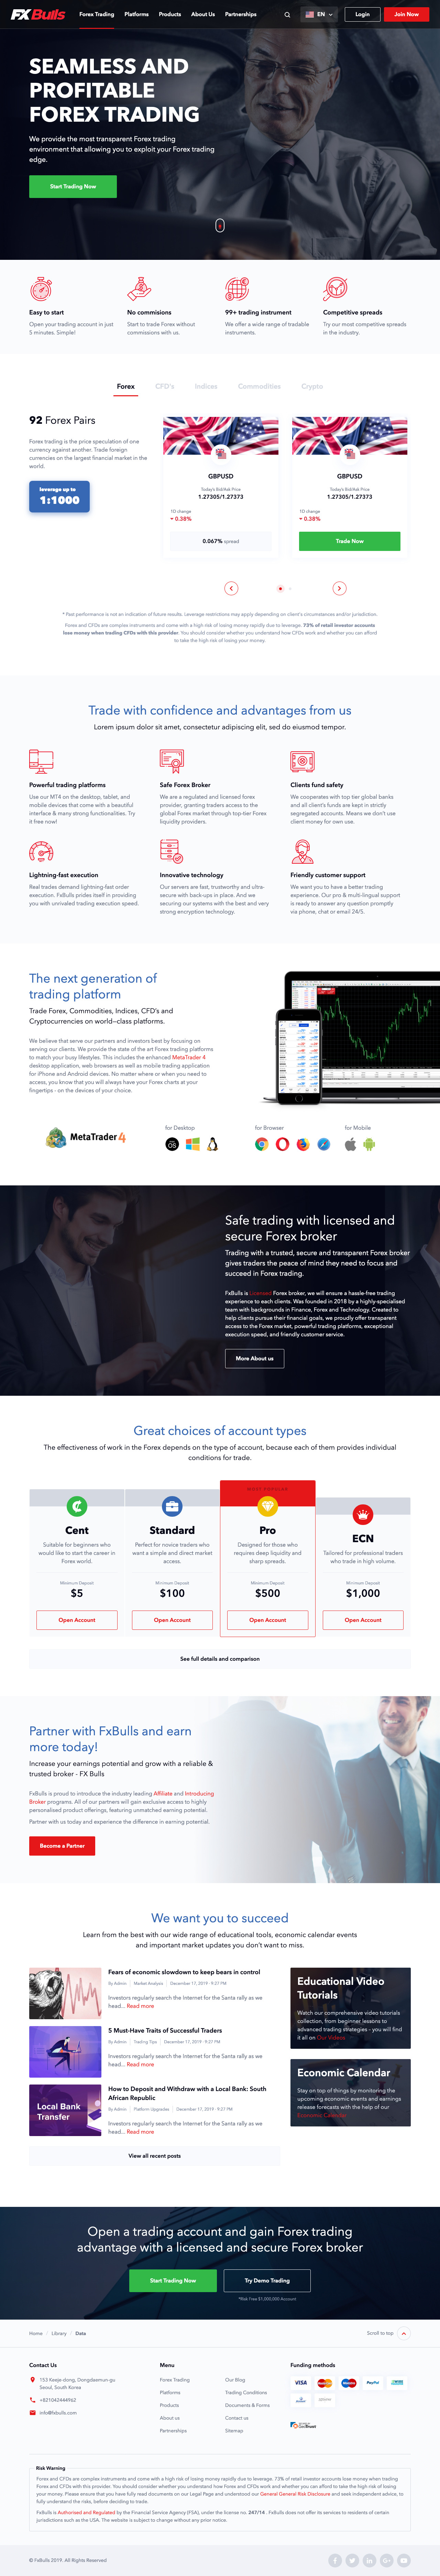 FXBulls
Forex Trading
Platforms
Products
About Us
Partnerships
EN
Login
Join Now
SEAMLESS AND
PROFITABLE
FOREX TRADING
We provide the most transparent Forex trading
environment that allowing you to exploit your Forex trading
edge.
Start Trading Now
Easy to start
Open your trading account in just
5 minutes. Simple!
No commisions
Start to trade Forex without
commissions with us.
99+ trading instrument
We offer a wide range of tradable
instruments.
Competitive spreads
Try our most competitive spreads
in the industry.
Forex
CFD's
Indices
Commodities
Crypto
92 Forex Pairs
Forex trading is the price speculation of one
currency against another. Trade foreign
currencies on the largest financial market in the
world.
leverage up to
1:1000
GBPUSD
Today's Bid/Ask Price
1.27305/1.27373
1D change
0.38%
0.067% spread
GBPUSD
Today's Bid/Ask Price
1.27305/1.27373
1D change
0.38%
Trade Now
* Past performance is not an indication of future results. Leverage restrictions may apply depending on client's circumstances and/or jurisdiction.
Forex and CFDs are complex instruments and come with a high risk of losing money rapidly due to leverage. 73% of retail investor accounts
lose money when trading CFDs with this provider. You should consider whether you understand how CFDs work and whether you can afford
to take the high risk of losing your money.
Trade with confidence and advantages from us
Lorem ipsum dolor sit amet, consectetur adipiscing elit, sed do eiusmod tempor.
Powerful trading platforms
Use our MT4 on the desktop, tablet, and
mobile devices that come with a beautiful
interface & many strong functionalities. Try
it free now!
Safe Forex Broker
We are a regulated and licensed forex
provider, granting traders access to the
global Forex market through top-tier Forex
liquidity providers.
Clients fund safety
We cooperates with top tier global banks
and all client's funds are kept in strictly
segregated accounts. Means we don't use
client money for own use.
Lightning-fast execution
Real trades demand lightning-fast order
execution. FxBulls prides itself in providing
you with unrivaled trading execution speed.
Innovative technology
Our servers are fast, trustworthy and ultra-
secure with back-ups in place. And we
securing our systems with the best and very
strong encryption technology.
Friendly customer support
We want you to have a better trading
experience. Our pro & multi-lingual support
is ready to answer any question promptly
via phone, chat or email 24/5.
The next generation of
trading platform
Trade Forex, Commodities, Indices, CFD's and
Cryptocurrencies on world–class platforms.
We believe that serve our partners and investors best by focusing on
serving our clients. We provide the state of the art Forex trading platforms
to match your busy lifestyles. This included the enhanced MetaTrader 4
desktop application, web browsers as well as mobile trading application
for iPhone and Android devices, No matter where or when you need to
trade, you know that you will always have your Forex charts at your
fingertips - on the devices of your choice.
MetaTrader 4
for Desktop
for Browser
for Mobile
Safe trading with licensed and
secure Forex broker
Trading with a trusted, secure and transparent Forex broker
gives traders the peace of mind they need to focus and
succeed in Forex trading.
FxBulls is Licensed Forex broker, we will ensure a hassle-free trading
experience to each clients. Was founded in 2018 by a highly-specialised
team with backgrounds in Finance, Forex and Technology. Created to
help clients pursue their financial goals, we proudly offer transparent
access to the Forex market, powerful trading platforms, exceptional
execution speed, and friendly customer service.
More About us
Great choices of account types
The effectiveness of work in the Forex depends on the type of account, because each of them provides individual
conditions for trade.
Cent
Suitable for beginners who
would like to start the career in
Forex world.
Minimum Deposit
$5
Open Account
Standard
Perfect for novice traders who
want a simple and direct market
access.
Minimum Deposit
$100
Open Account
MOST POPULAR
Pro
Designed for those who
requires deep liquidity and
sharp spreads.
Minimum Deposit
$500
Open Account
ECN
Tailored for professional traders
who trade in high volume.
Minimum Deposit
$1,000
Open Account
See full details and comparison
Partner with FxBulls and earn
more today!
Increase your earnings potential and grow with a reliable &
trusted broker - FX Bulls
FxBulls is proud to introduce the industry leading Affiliate and Introducing
Broker programs. All of our partners will gain exclusive access to highly
personalised product offerings, featuring unmatched earning potential.
Partner with us today and experience the difference in earning potential.
Become a Partner
We want you to succeed
Learn from the best with our wide range of educational tools, economic calendar events
and important market updates you don't want to miss.
Fears of economic slowdown to keep bears in control
By Admin
Market Analysis
December 17, 2019 · 9:27 PM
Investors regularly search the Internet for the Santa rally as we
head... Read more
5 Must-Have Traits of Successful Traders
By Admin
Trading Tips
December 17, 2019 · 9:27 PM
Investors regularly search the Internet for the Santa rally as we
head... Read more
Local Bank
Transfer
How to Deposit and Withdraw with a Local Bank: South
African Republic
By Admin
Platform Upgrades
December 17, 2019 · 9:27 PM
Investors regularly search the Internet for the Santa rally as we
head... Read more
View all recent posts
Educational Video
Tutorials
Watch our comprehensive video tutorials
collection, from beginner lessons to
advanced trading strategies - you will find
it all on Our Videos
Economic Calendar
Stay on top of things by monitoring the
upcoming economic events and earnings
release forecasts with the help of our
Economic Calendar
Open a trading account and gain Forex trading
advantage with a licensed and secure Forex broker
Start Trading Now
Try Demo Trading
*Risk Free $1,000,000 Account
Home / Library / Data
Scroll to top
Contact Us
153 Keaje-dong, Dongdaemun-gu
Seoul, South Korea
+821042444962
info@fxbulls.com
Menu
Forex Trading
Platforms
Products
About us
Partnerships
Our Blog
Trading Conditions
Documents & Forms
Contact us
Sitemap
Funding methods
VISA
PayPal
GeoTrust
Risk Warning
Forex and CFDs are complex instruments and come with a high risk of losing money rapidly due to leverage. 73% of retail investor accounts lose money when trading
Forex and CFDs with this provider. You should consider whether you understand how Forex and CFDs work and whether you can afford to take the high risk of losing your
money. Please ensure that you have fully read documents on our Legal Page and understood our General General Risk Disclosure and seek independent advice, to
fully understand the risks involved, before deciding to trade.
FxBulls is Authorised and Regulated by the Financial Service Agency (FSA), under the license no. 247/14 . FxBulls does not offer its services to residents of certain
jurisdictions such as the USA. The website is subject to change without any prior notice.
© FxBulls 2019. All Rights Reserved